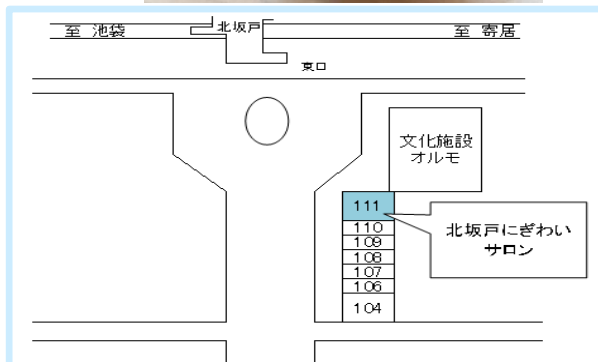 至 池袋
北坂戸
至 寄居
東口
文化施設
オルモ
111
110
109
108
107
106
104
北坂戸にぎわい
サロン